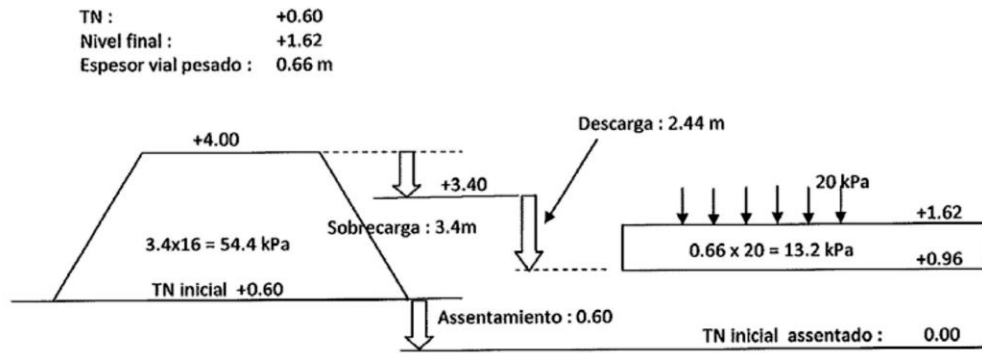 TN : +0.60
Nivel final : +1.62
Espesor vial pesado : 0.66 m
Descarga : 2.44 m
+4.00
+3.40
20 kPa
+1.62
Sobrecarga : 3.4m
3.4x16 = 54.4 kPa
0.66 x 20 = 13.2 kPa
+0.96
TN inicial +0.60
Assentamiento : 0.60
TN inicial assentado : 0.00